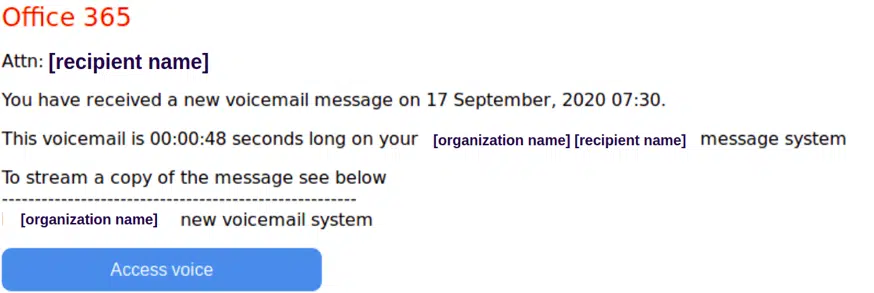 Office 365
Attn: [recipient name]
You have received a new voicemail message on 17 September, 2020 07:30.
This voicemail is 00:00:48 seconds long on your [organization name] [recipient name] message system
To stream a copy of the message see below
------------------------------------------------------
[organization name] new voicemail system
Access voice